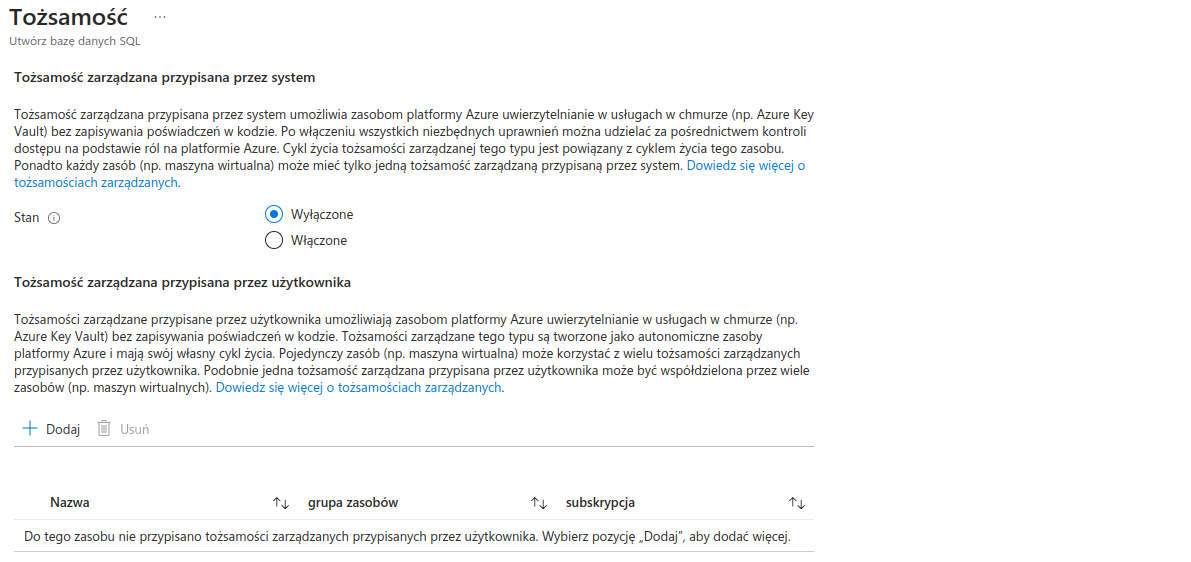 Tożsamość ...
Utwórz bazę danych SQL
Tożsamość zarządzana przypisana przez system
Tożsamość zarządzana przypisana przez system umożliwia zasobom platformy Azure uwierzytelnianie w usługach w chmurze (np. Azure Key
Vault) bez zapisywania poświadczeń w kodzie. Po włączeniu wszystkich niezbędnych uprawnień można udzielać za pośrednictwem kontroli
dostępu na podstawie ról na platformie Azure. Cykl życia tożsamości zarządzanej tego typu jest powiązany z cyklem życia tego zasobu.
Ponadto każdy zasób (np. maszyna wirtualna) może mieć tylko jedną tożsamość zarządzaną przypisaną przez system. Dowiedz się więcej o
tożsamościach zarządzanych.
Stan
Wyłączone
Włączone
Tożsamość zarządzana przypisana przez użytkownika
Tożsamości zarządzane przypisane przez użytkownika umożliwiają zasobom platformy Azure uwierzytelnianie w usługach w chmurze (np.
Azure Key Vault) bez zapisywania poświadczeń w kodzie. Tożsamości zarządzane tego typu są tworzone jako autonomiczne zasoby
platformy Azure i mają swój własny cykl życia. Pojedynczy zasób (np. maszyna wirtualna) może korzystać z wielu tożsamości zarządzanych
przypisanych przez użytkownika. Podobnie jedna tożsamość zarządzana przypisana przez użytkownika może być współdzielona przez wiele
zasobów (np. maszyn wirtualnych). Dowiedz się więcej o tożsamościach zarządzanych.
Dodaj Usuń
Nazwa grupa zasobów subskrypcja
Do tego zasobu nie przypisano tożsamości zarządzanych przypisanych przez użytkownika. Wybierz pozycję „Dodaj”, aby dodać więcej.